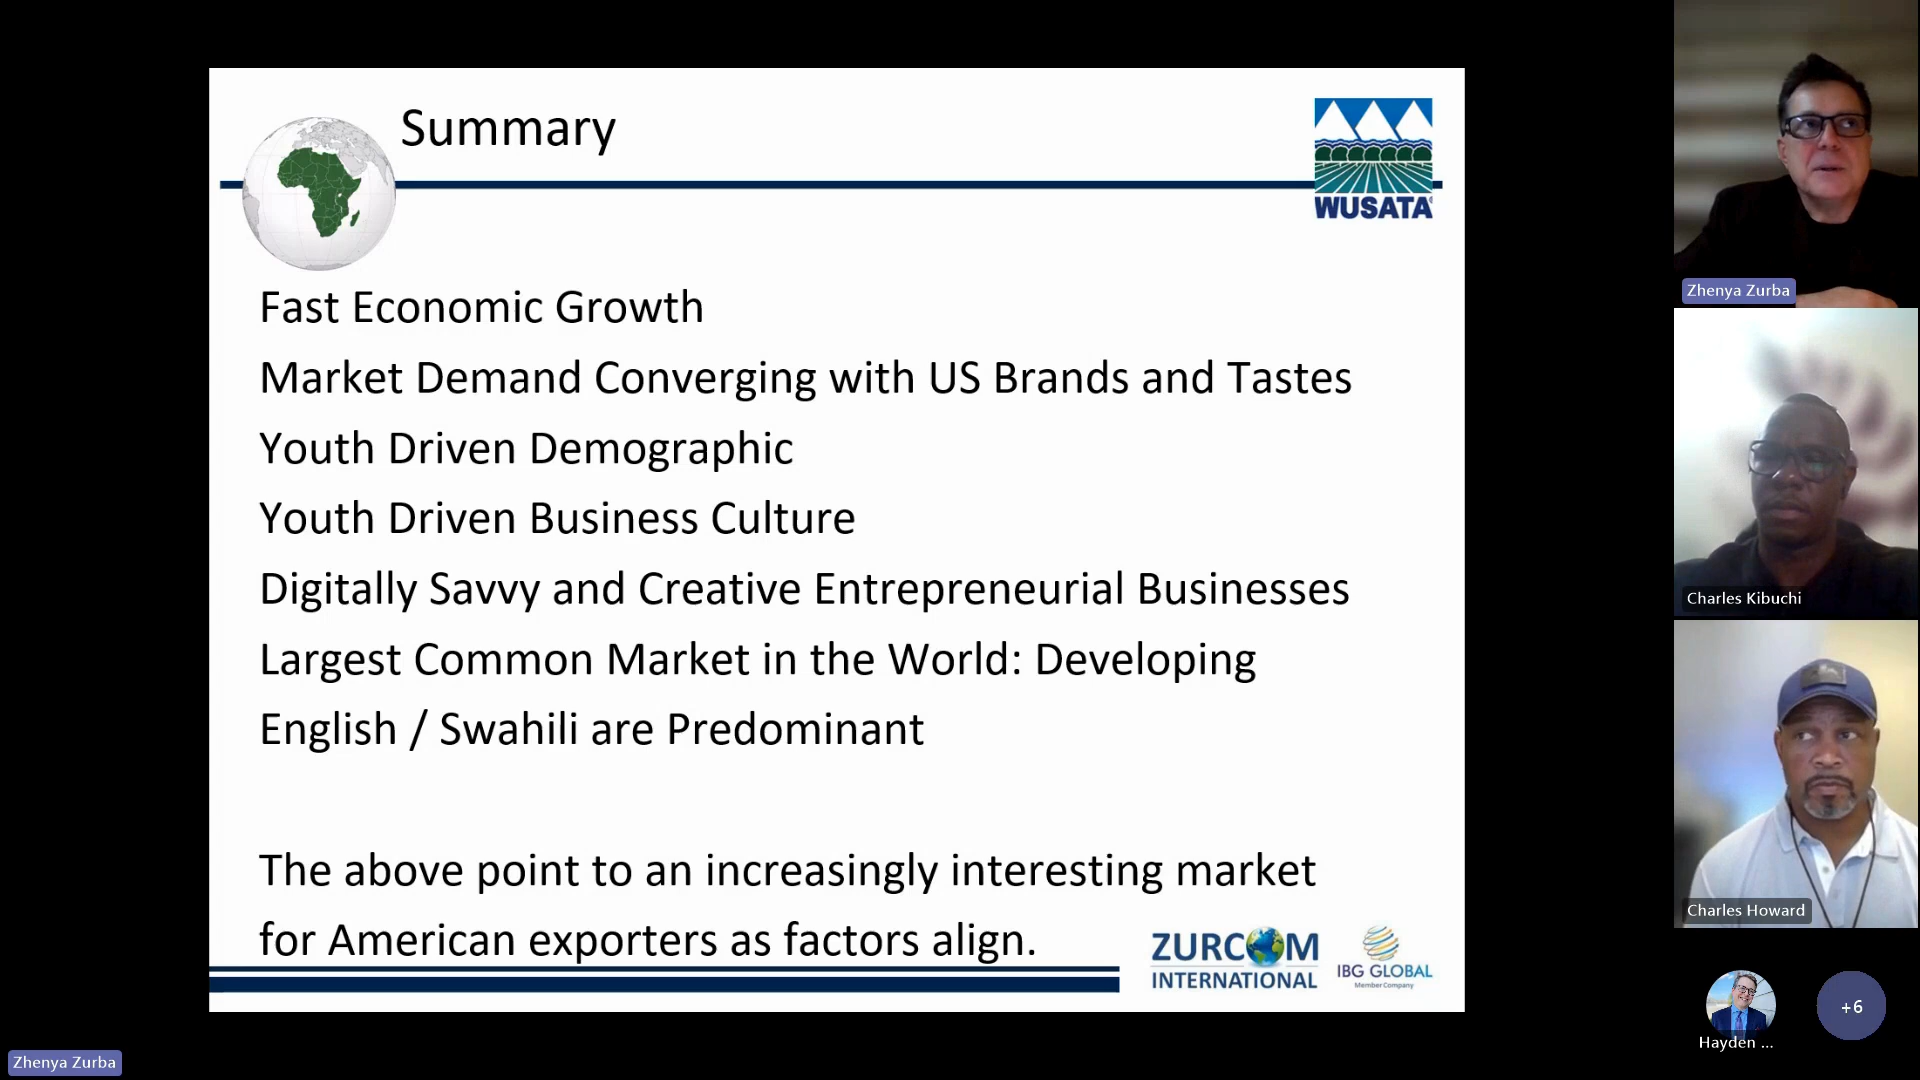 Summary
WUSATA
Fast Economic Growth
Market Demand Converging with US Brands and Tastes
Youth Driven Demographic
Youth Driven Business Culture
Digitally Savvy and Creative Entrepreneurial Businesses
Largest Common Market in the World: Developing
English / Swahili are Predominant
The above point to an increasingly interesting market
for American exporters as factors align.
ZURCOM
INTERNATIONAL
IBG GLOBAL
Member Company
Zhenya Zurba
Charles Kibuchi
Charles Howard
Hayden ...
+6
Zhenya Zurba